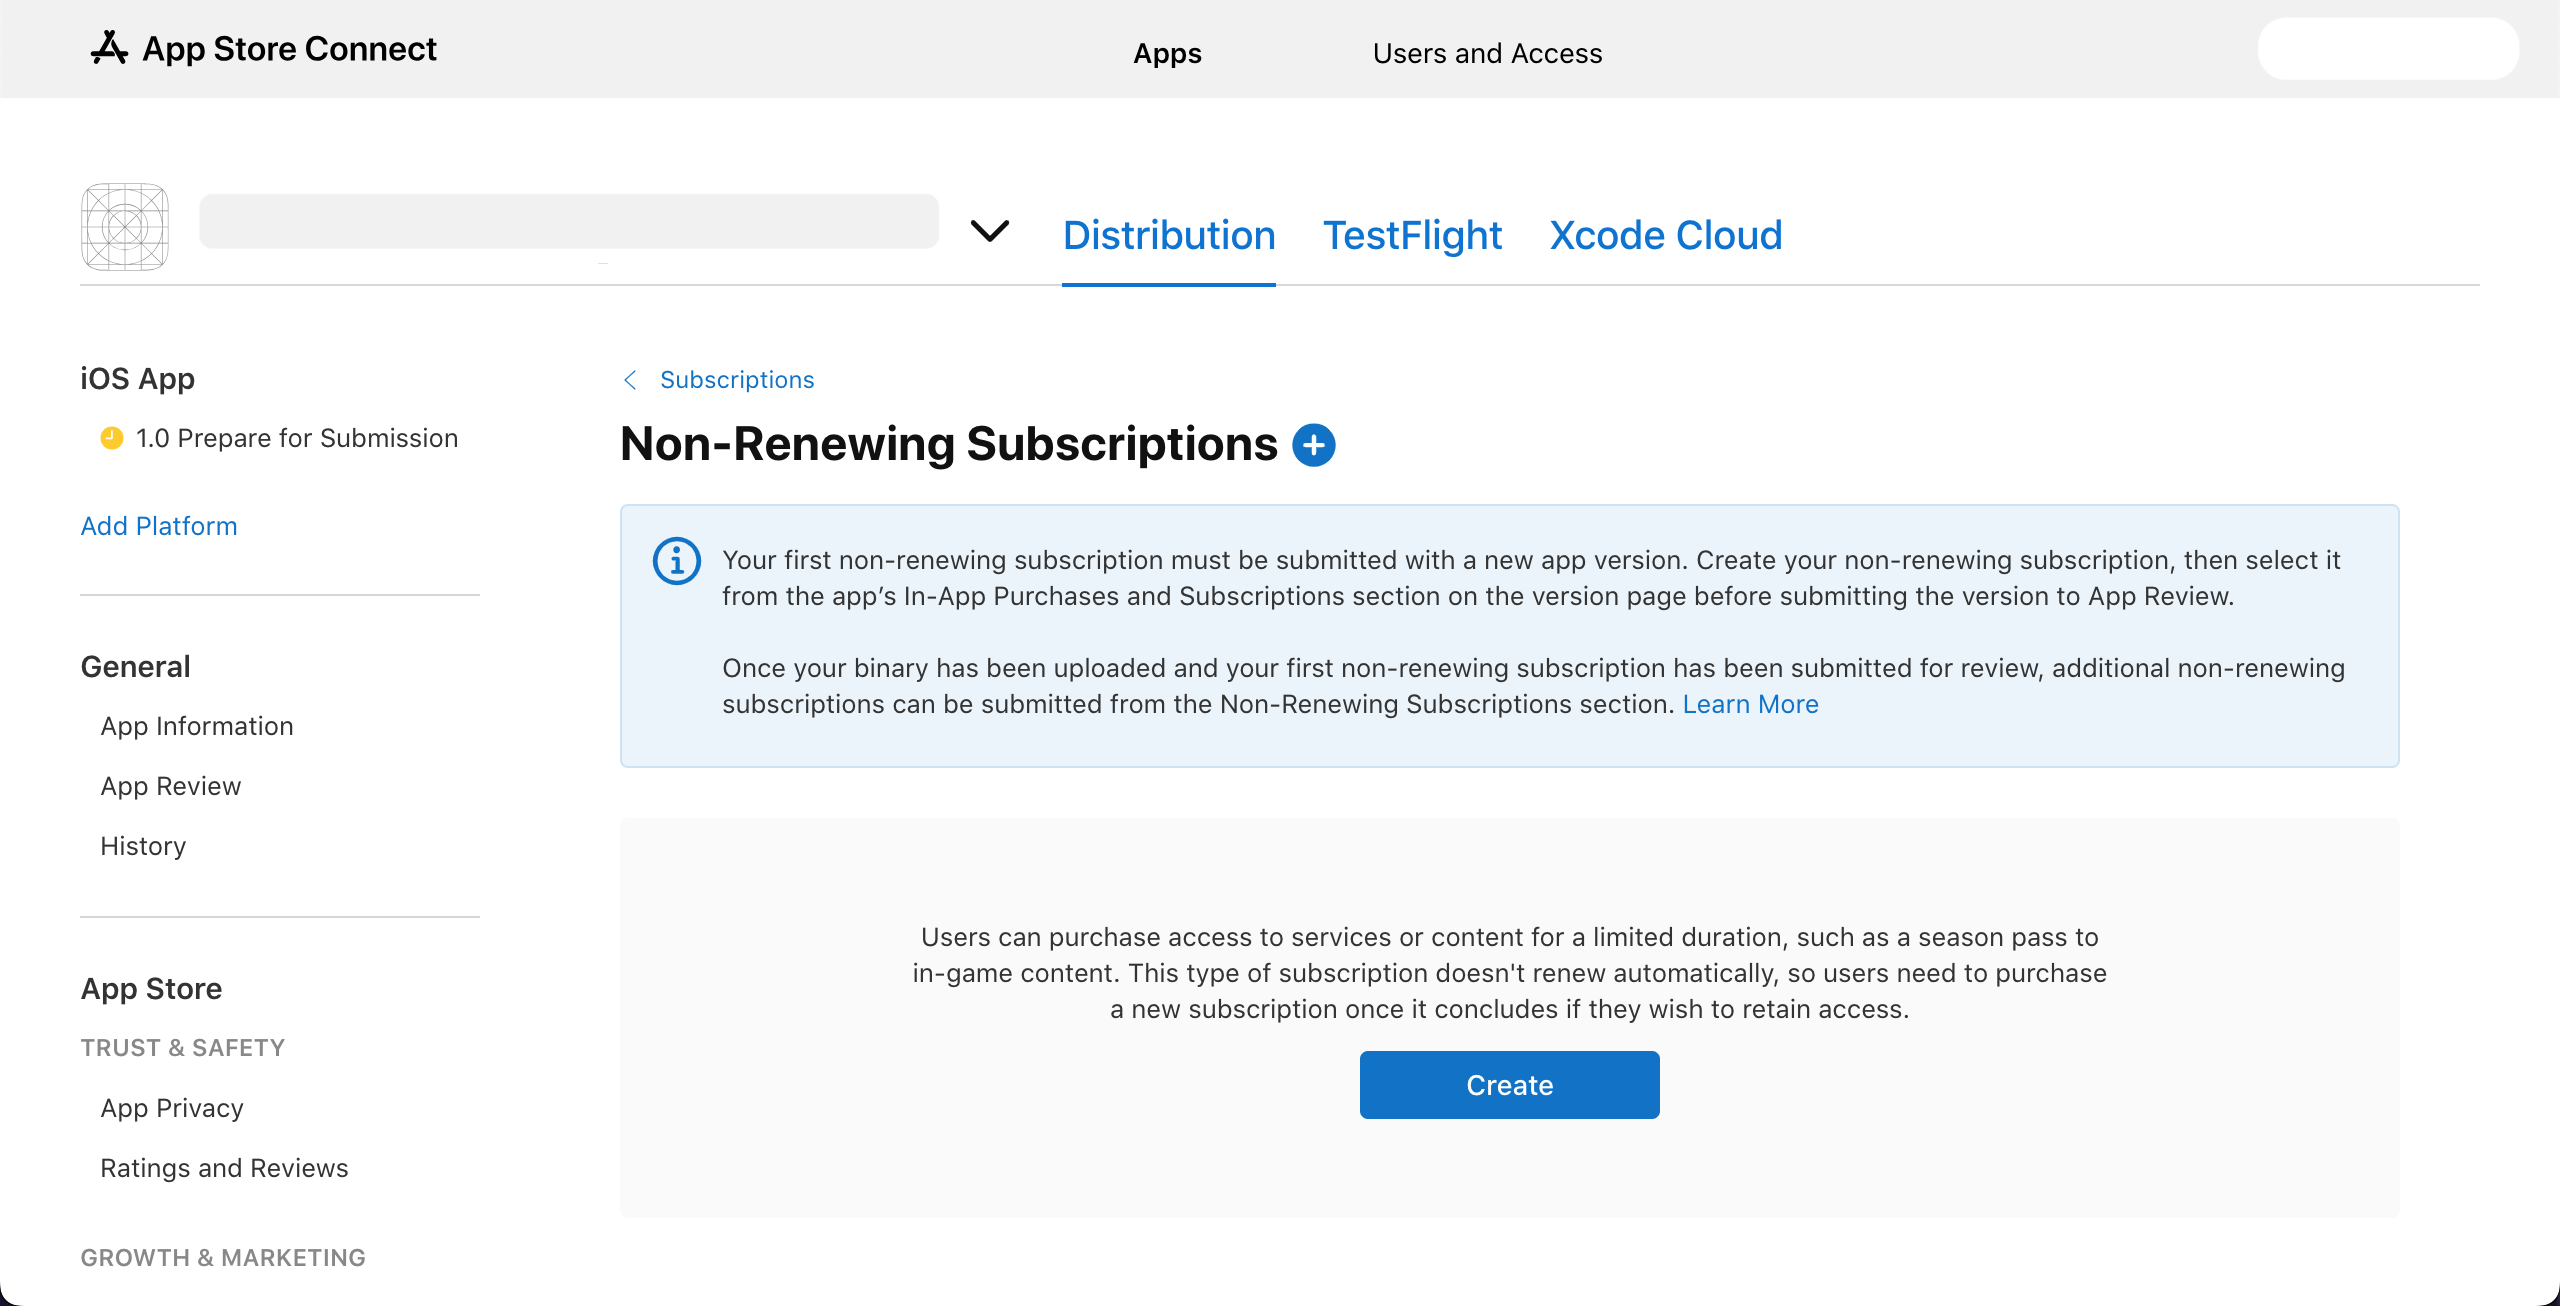 App Store Connect
Apps
Users and Access
Distribution
TestFlight
Xcode Cloud
iOS App
1.0 Prepare for Submission
Add Platform
General
App Information
App Review
History
App Store
TRUST & SAFETY
App Privacy
Ratings and Reviews
GROWTH & MARKETING
Subscriptions
Non-Renewing Subscriptions
Your first non-renewing subscription must be submitted with a new app version. Create your non-renewing subscription, then select it
from the app’s In-App Purchases and Subscriptions section on the version page before submitting the version to App Review.
Once your binary has been uploaded and your first non-renewing subscription has been submitted for review, additional non-renewing
subscriptions can be submitted from the Non-Renewing Subscriptions section. Learn More
Users can purchase access to services or content for a limited duration, such as a season pass to
in-game content. This type of subscription doesn't renew automatically, so users need to purchase
a new subscription once it concludes if they wish to retain access.
Create